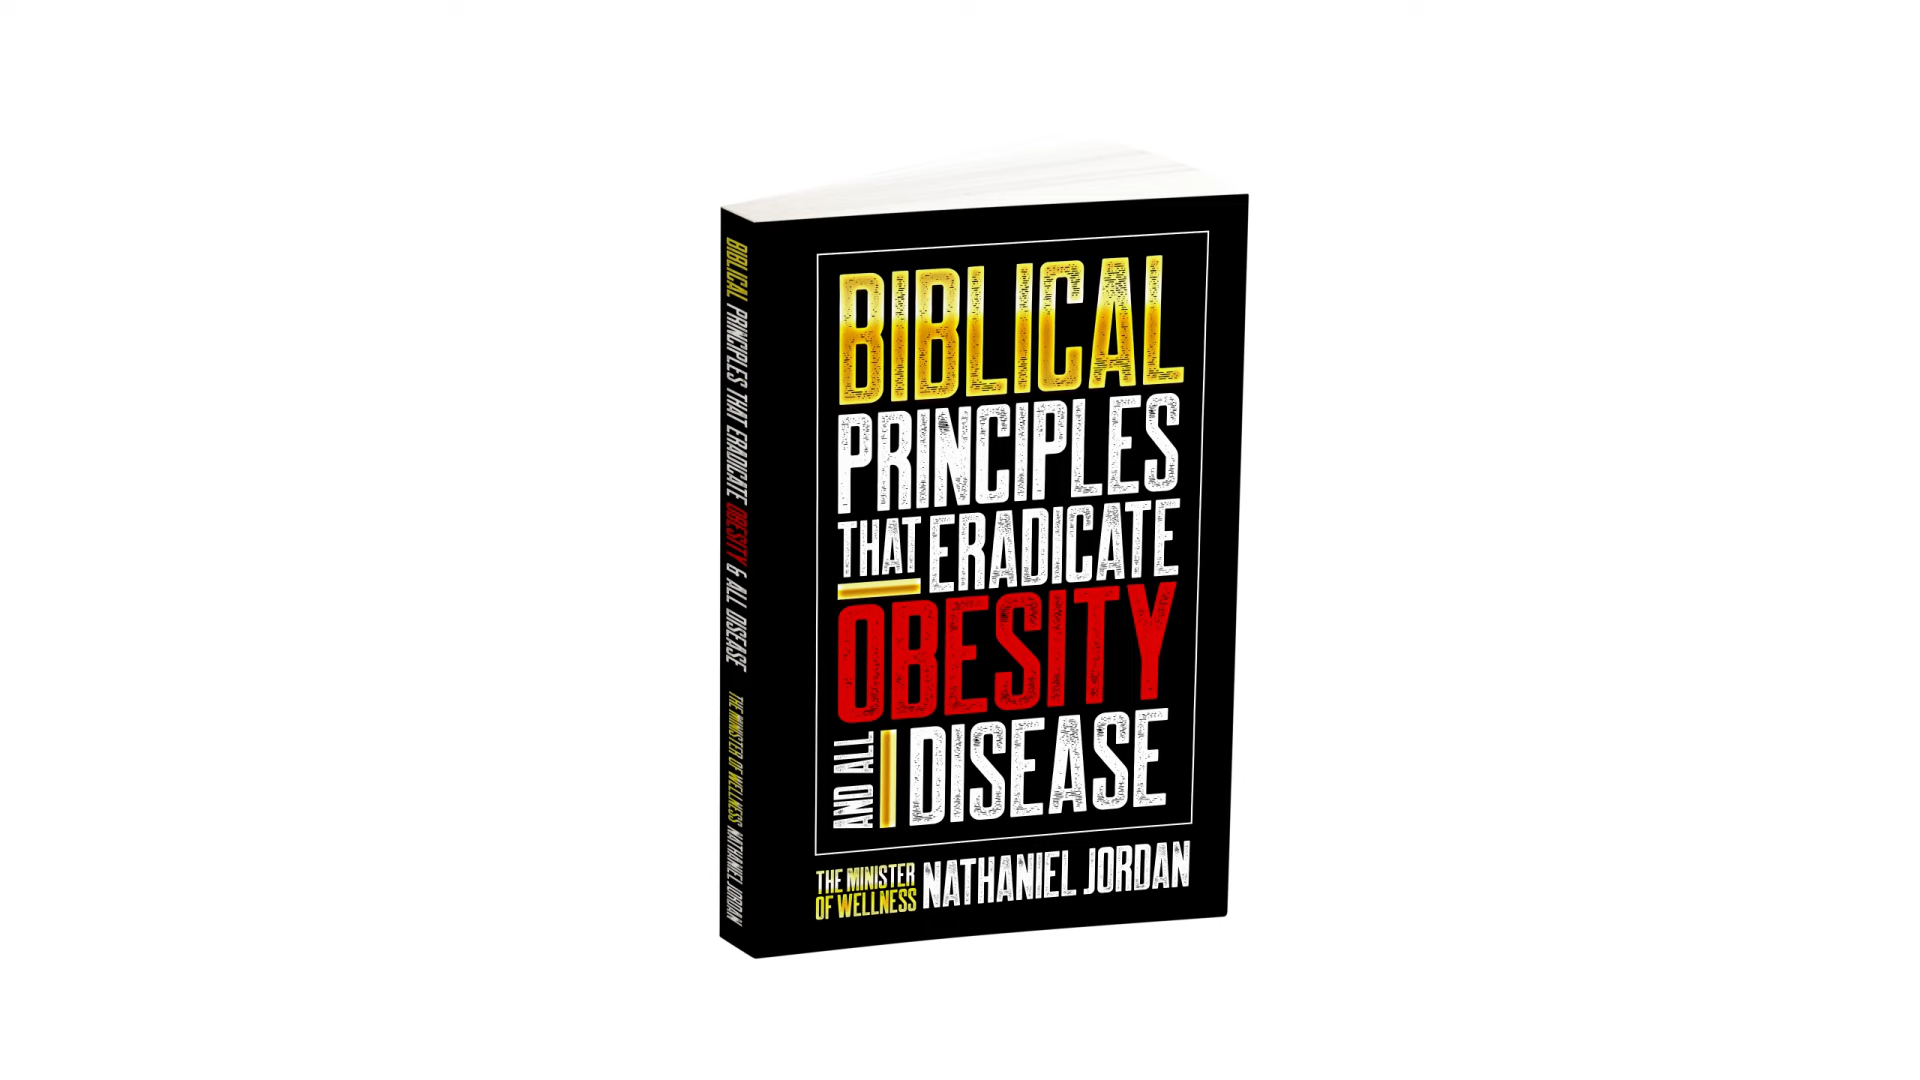 BIBLICAL
PRINCIPLES
THAT ERADICATE
OBESITY
AND ALL DISEASE
THE MINISTER
OF WELLNESS
NATHANIEL JORDAN
BIBLICAL PRINCIPLES THAT ERADICATE OBESITY & ALL DISEASE THE MINISTER OF WELLNESS NATHANIEL JORDAN